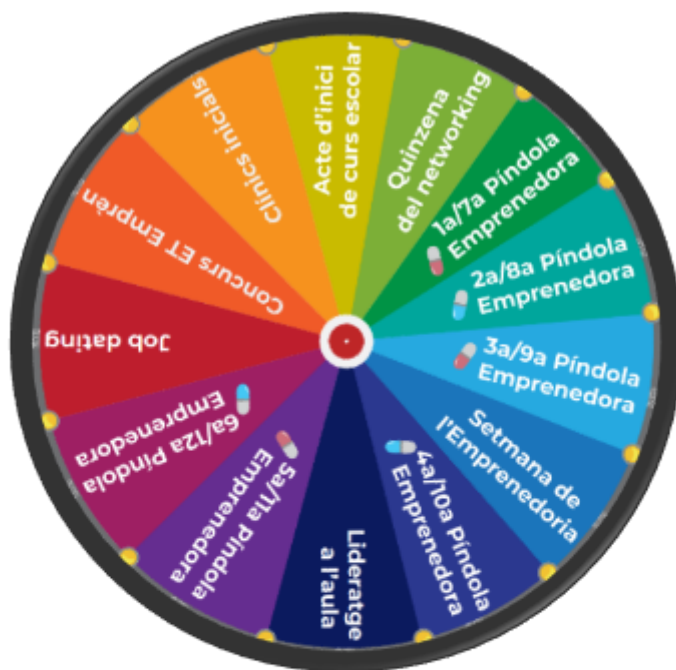 Acte d'inici
de curs escolar
Quinzena
del networking
1a/7a Píndola
Emprenedora
2a/8a Píndola
Emprenedora
3a/9a Píndola
Emprenedora
Setmana de
l'Emprenedoria
4a/10a Píndola
Emprenedora
Lideratge
a l'aula
5a/11a Píndola
Emprenedora
6a/12a Píndola
Emprenedora
Job dating
Concurs ET Emprèn
Clínics inicials